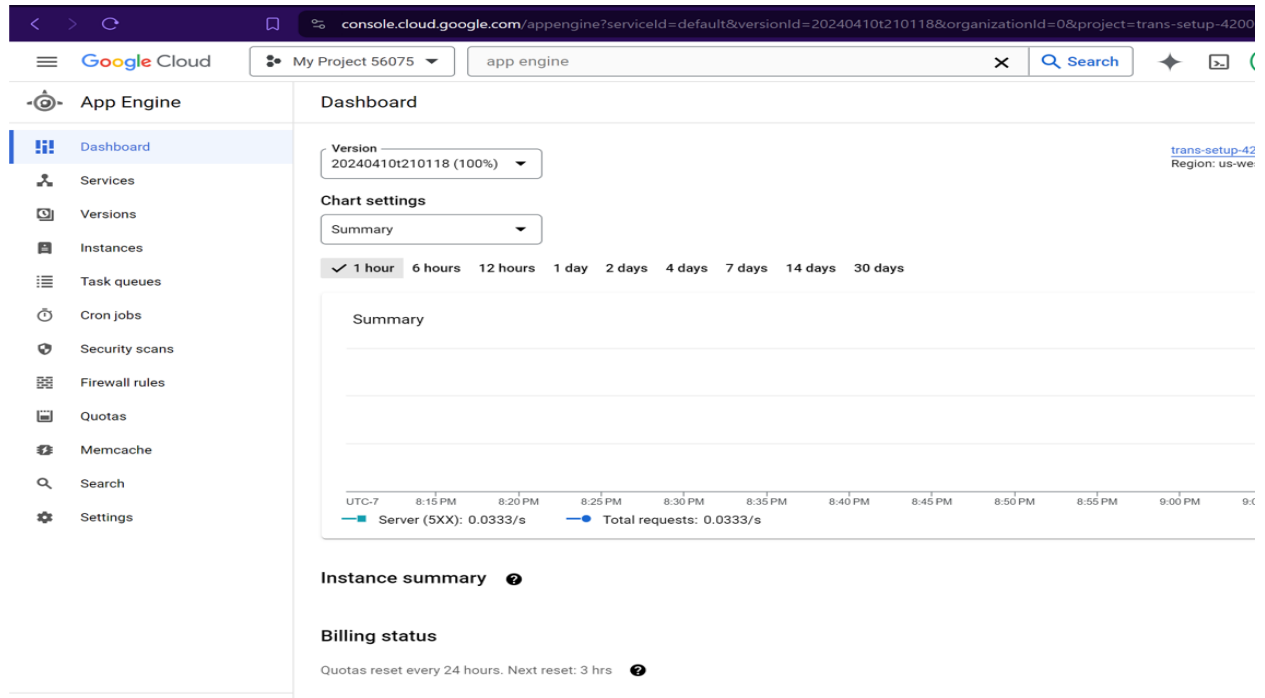 console.cloud.google.com/appengine?serviceId=default&versionId=20240410t210118&organizationId=0&project=trans-setup-4200
Google Cloud
My Project 56075
app engine
Search
App Engine
Dashboard
Dashboard
Services
Versions
Instances
Task queues
Cron jobs
Security scans
Firewall rules
Quotas
Memcache
Search
Settings
Version
20240410t210118 (100%)
trans-setup-42
Region: us-we
Chart settings
Summary
1 hour 6 hours 12 hours 1 day 2 days 4 days 7 days 14 days 30 days
Summary
UTC-7 8:15 PM 8:20 PM 8:25 PM 8:30 PM 8:35 PM 8:40 PM 8:45 PM 8:50 PM 8:55 PM 9:00 PM
Server (5XX): 0.0333/s Total requests: 0.0333/s
Instance summary
Billing status
Quotas reset every 24 hours. Next reset: 3 hrs